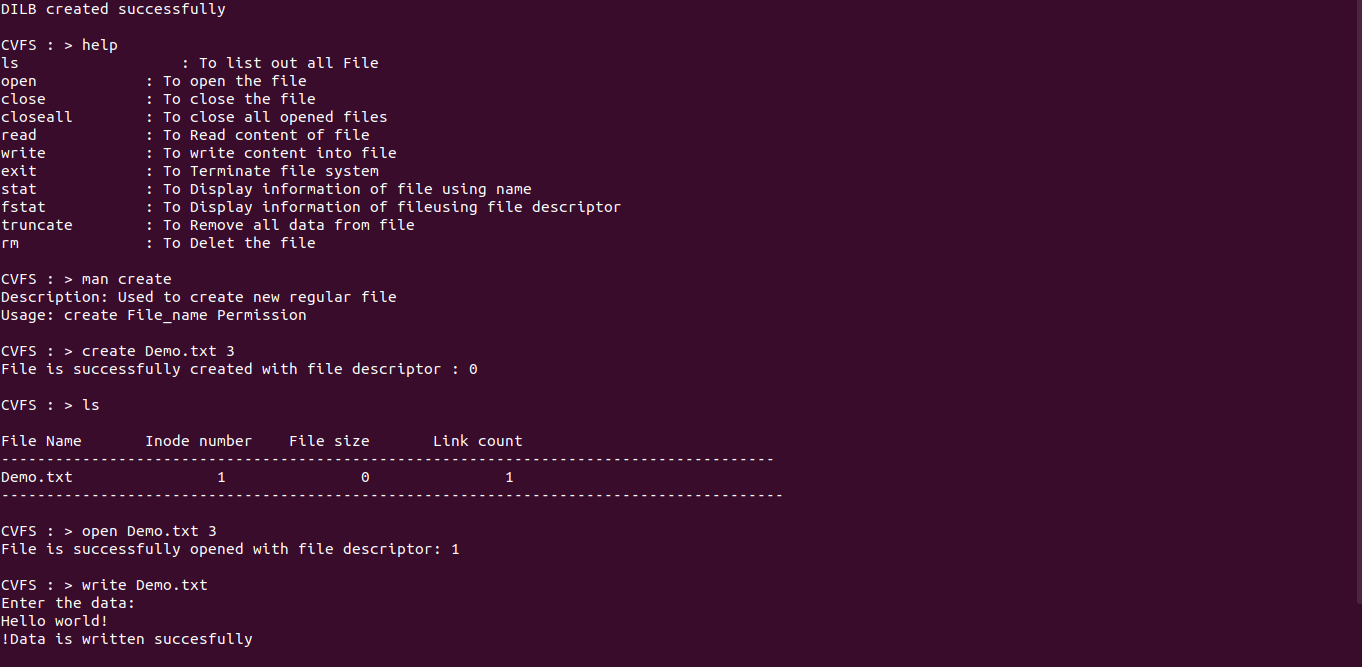 DILB created successfully
CVFS : > help
ls : To list out all File
open : To open the file
close : To close the file
closeall : To close all opened files
read : To Read content of file
write : To write content into file
exit : To Terminate file system
stat : To Display information of file using name
fstat : To Display information of fileusing file descriptor
truncate : To Remove all data from file
rm : To Delet the file
CVFS : > man create
Description: Used to create new regular file
Usage: create File_name Permission
CVFS : > create Demo.txt 3
File is successfully created with file descriptor : 0
CVFS : > ls
File Name Inode number File size Link count
--------------------------------------------------------------------------------------
Demo.txt 1 0 1
---------------------------------------------------------------------------------------
CVFS : > open Demo.txt 3
File is successfully opened with file descriptor: 1
CVFS : > write Demo.txt
Enter the data:
Hello world!
!Data is written succesfully